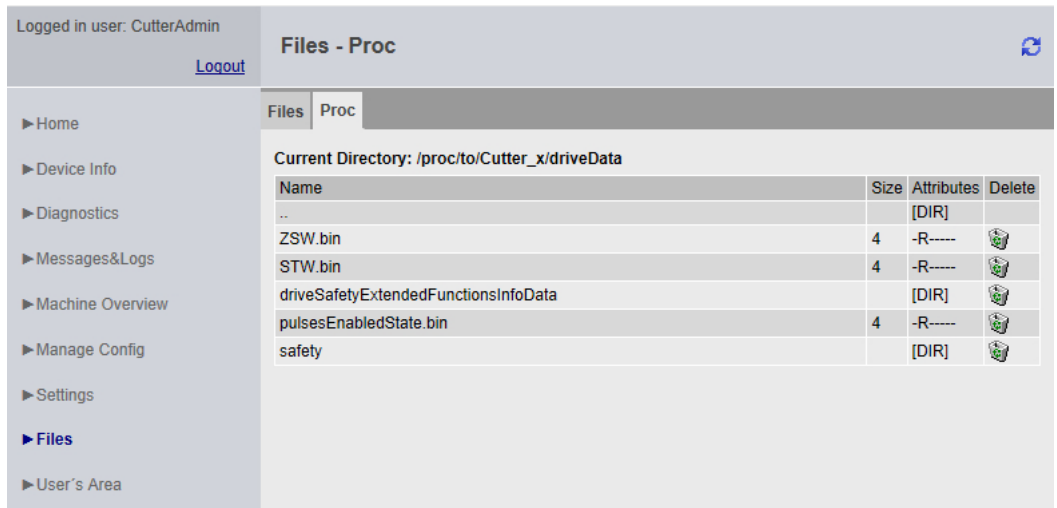 Logged in user: CutterAdmin
Logout
Files - Proc
►Home
►Device Info
►Diagnostics
►Messages&Logs
►Machine Overview
►Manage Config
►Settings
►Files
►User´s Area
Files Proc
Current Directory: /proc/to/Cutter_x/driveData
Name Size Attributes Delete
.. [DIR]
ZSW.bin 4 -R-----
STW.bin 4 -R-----
driveSafetyExtendedFunctionsInfoData [DIR]
pulsesEnabledState.bin 4 -R-----
safety [DIR]